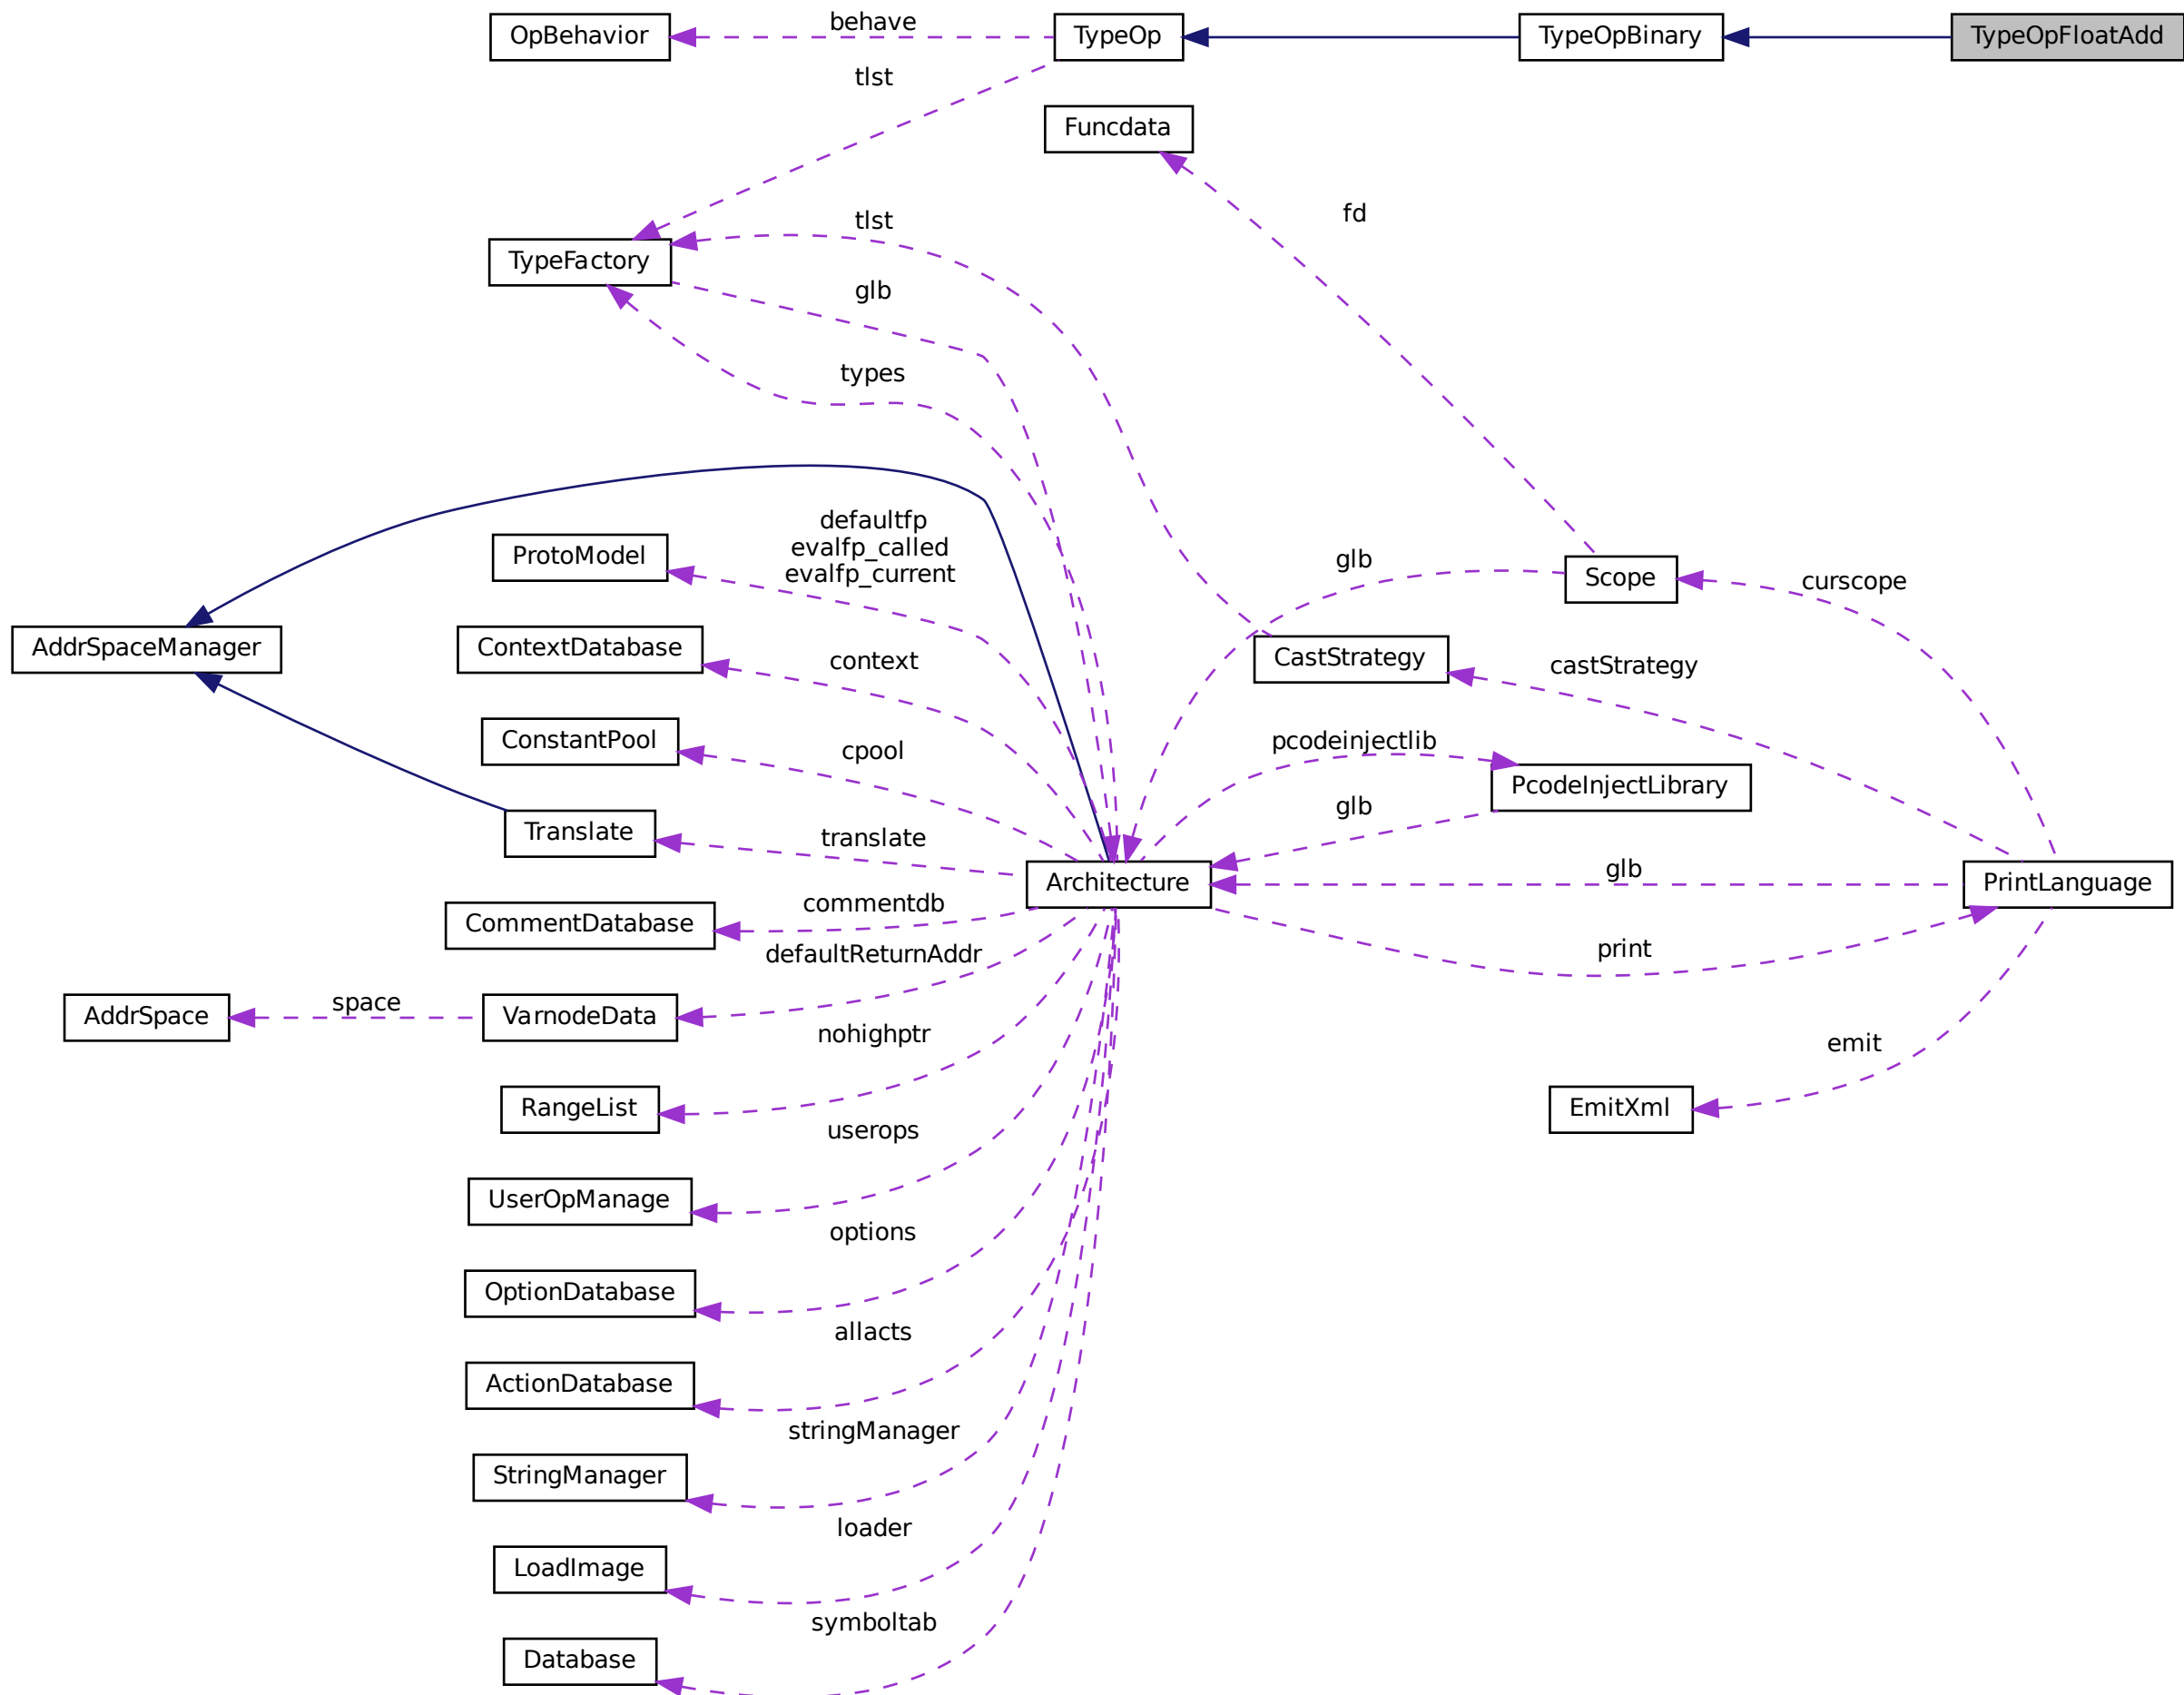 OpBehavior
behave
TypeOp
TypeOpBinary
TypeOpFloatAdd
tlst
Funcdata
fd
tlst
TypeFactory
glb
types
defaultfp
evalfp_called
evalfp_current
ProtoModel
glb
Scope
curscope
AddrSpaceManager
ContextDatabase
context
CastStrategy
castStrategy
ConstantPool
cpool
pcodeinjectlib
PcodeInjectLibrary
Translate
translate
glb
Architecture
glb
PrintLanguage
CommentDatabase
commentdb
print
defaultReturnAddr
AddrSpace
space
VarnodeData
nohighptr
emit
RangeList
EmitXml
userops
UserOpManage
options
OptionDatabase
allacts
ActionDatabase
stringManager
StringManager
loader
LoadImage
symboltab
Database